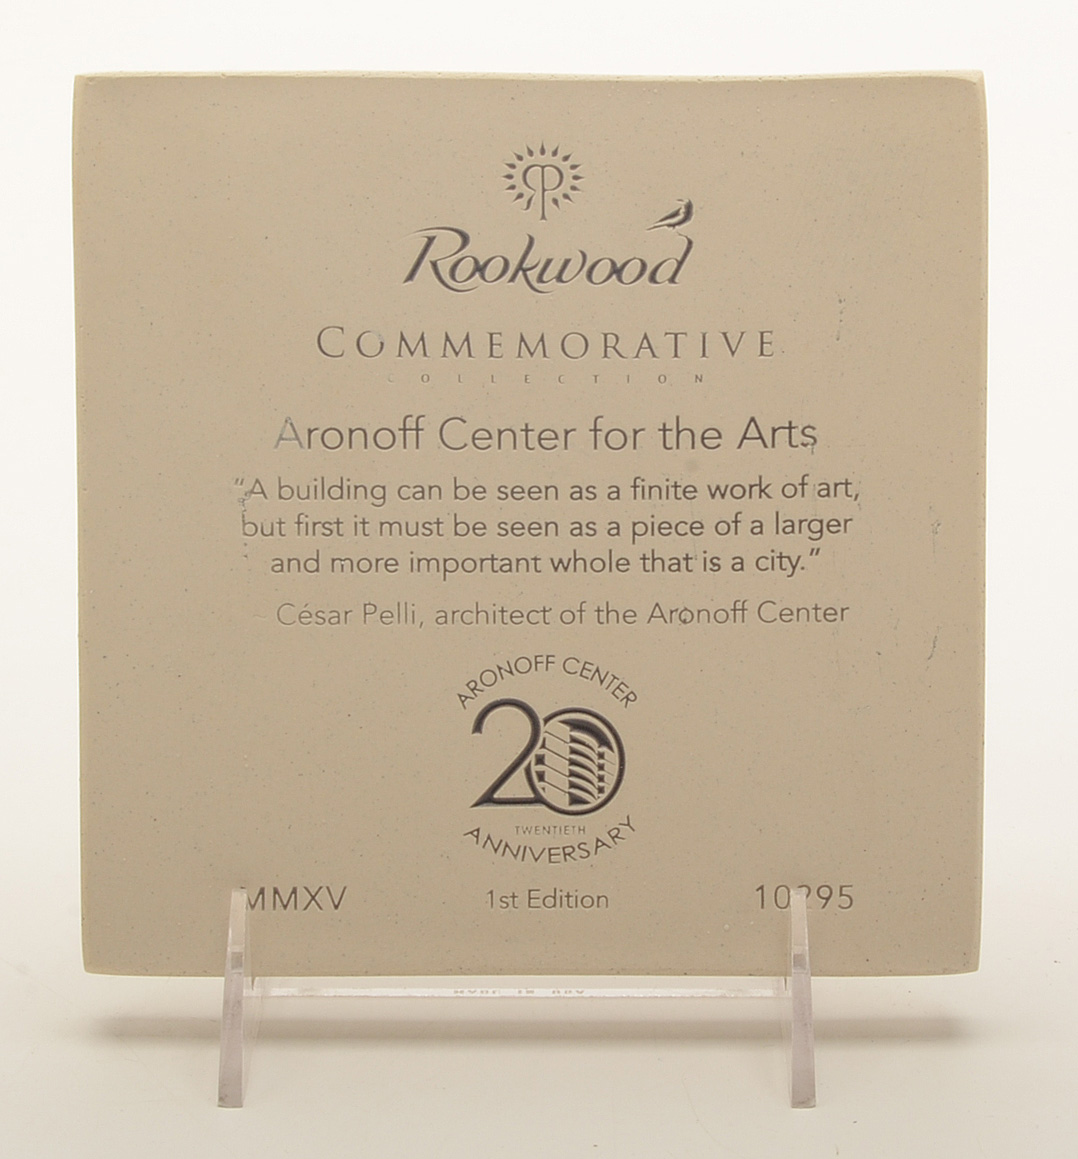 RP
Rookwood
COMMEMORATIVE
COLLECTION
Aronoff Center for the Arts
“A building can be seen as a finite work of art,
but first it must be seen as a piece of a larger
and more important whole that is a city.”
César Pelli, architect of the Aronoff Center
ARONOFF CENTER
20
TWENTIETH
ANNIVERSARY
MMXV 1st Edition